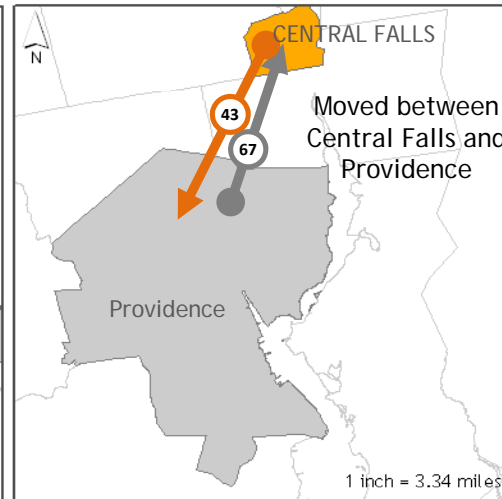 N
CENTRAL FALLS
43
67
Moved between
Central Falls and
Providence
Providence
1 inch = 3.34 miles